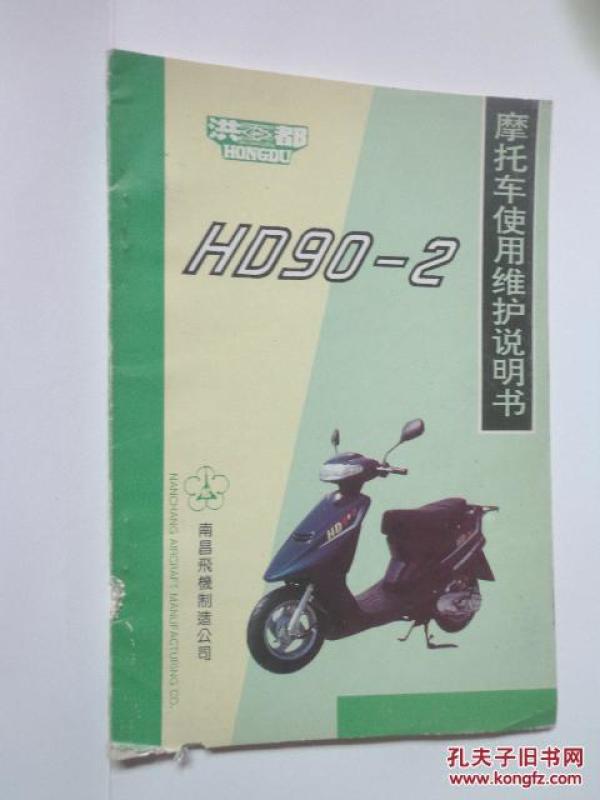 洪都
HONGDU
HD90-2
摩托车使用维护说明书
HD90
南昌飛機制造公司
NANCHANG AIRCRAFT MANUFACTURING CO.
孔夫子旧书网
www.kongfz.com